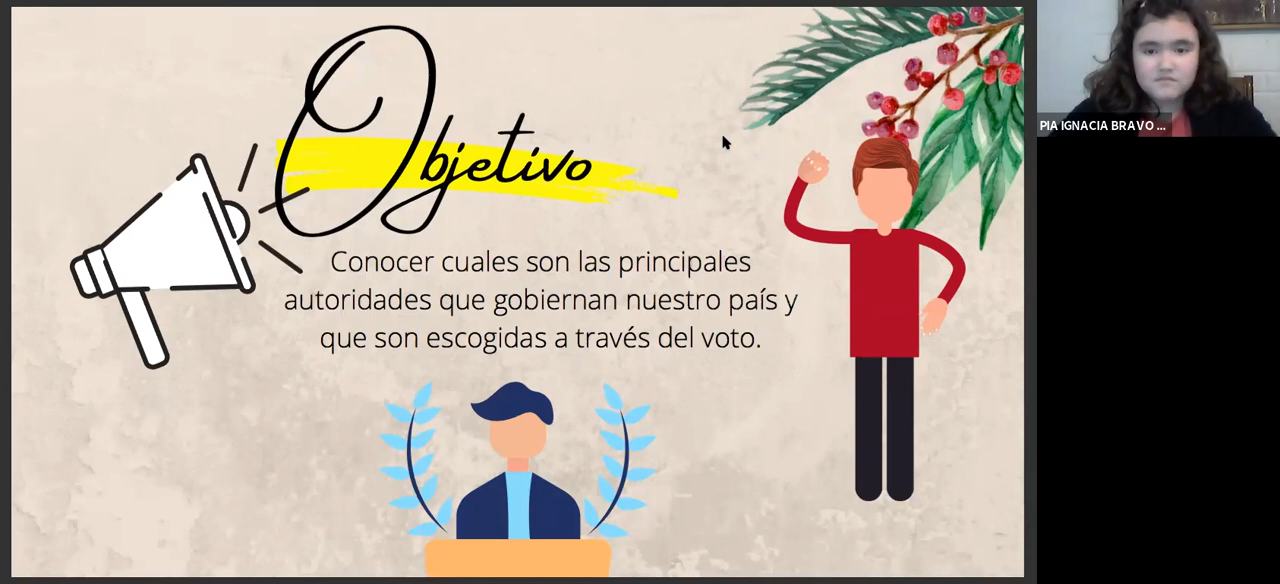 Objetivo
Conocer cuales son las principales
autoridades que gobiernan nuestro país y
que son escogidas a través del voto.
PIA IGNACIA BRAVO ...